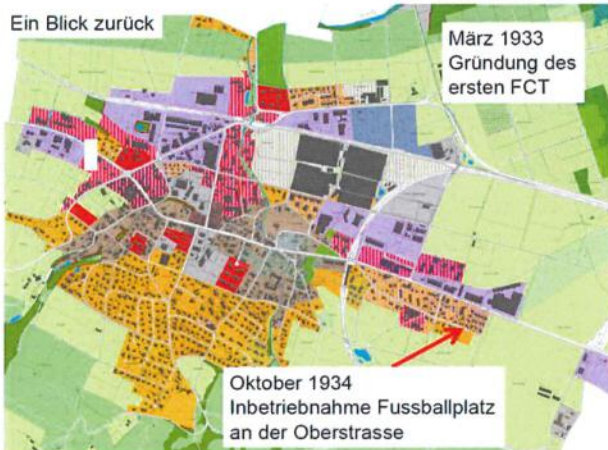 Ein Blick zurück
März 1933
Gründung des
ersten FCT
Oktober 1934
Inbetriebnahme Fussballplatz
an der Oberstrasse